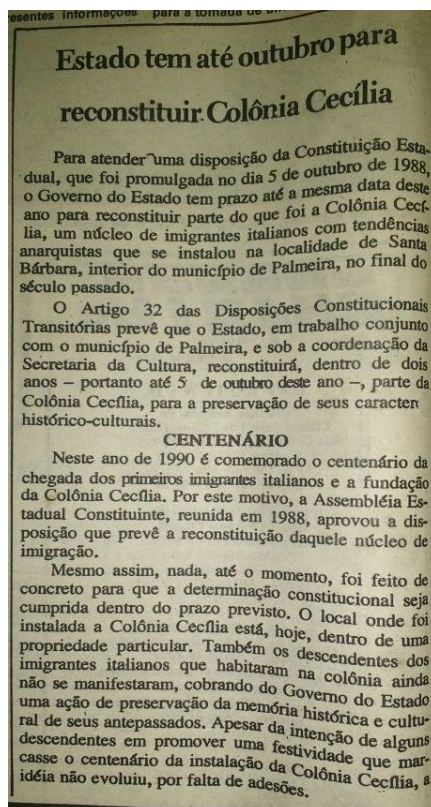 resentes informações para a tomada de
Estado tem até outubro para
reconstituir Colônia Cecília
Para atender uma disposição da Constituição Esta-
dual, que foi promulgada no dia 5 de outubro de 1988,
o Governo do Estado tem prazo até a mesma data deste
ano para reconstituir parte do que foi a Colônia Cecí-
lia, um núcleo de imigrantes italianos com tendências
anarquistas que se instalou na localidade de Santa
Bárbara, interior do município de Palmeira, no final do
século passado.
O Artigo 32 das Disposições Constitucionais
Transitórias prevê que o Estado, em trabalho conjunto
com o município de Palmeira, e sob a coordenação da
Secretaria da Cultura, reconstituirá, dentro de dois
anos – portanto até 5 de outubro deste ano –, parte da
Colônia Cecília, para a preservação de seus caracteres
histórico-culturais.
CENTENÁRIO
Neste ano de 1990 é comemorado o centenário da
chegada dos primeiros imigrantes italianos e a fundação
da Colônia Cecília. Por este motivo, a Assembléia Es-
tadual Constituinte, reunida em 1988, aprovou a dis-
posição que prevê a reconstituição daquele núcleo de
imigração.
Mesmo assim, nada, até o momento, foi feito de
concreto para que a determinação constitucional seja
cumprida dentro do prazo previsto. O local onde foi
instalada a Colônia Cecília está, hoje, dentro de uma
propriedade particular. Também os descendentes dos
imigrantes italianos que habitaram na colônia ainda
não se manifestaram, cobrando do Governo do Estado
uma ação de preservação da memória histórica e cultu-
ral de seus antepassados. Apesar da intenção de alguns
descendentes em promover uma festividade que mar-
casse o centenário da instalação da Colônia Cecília, a
idéia não evoluiu, por falta de adesões.